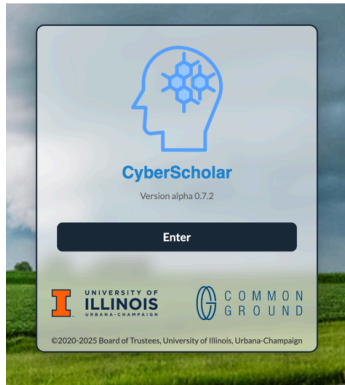 CyberScholar
Version alpha 0.7.2
Enter
UNIVERSITY OF
ILLINOIS
URBANA-CHAMPAIGN
COMMON
GROUND
©2020-2025 Board of Trustees, University of Illinois, Urbana-Champaign